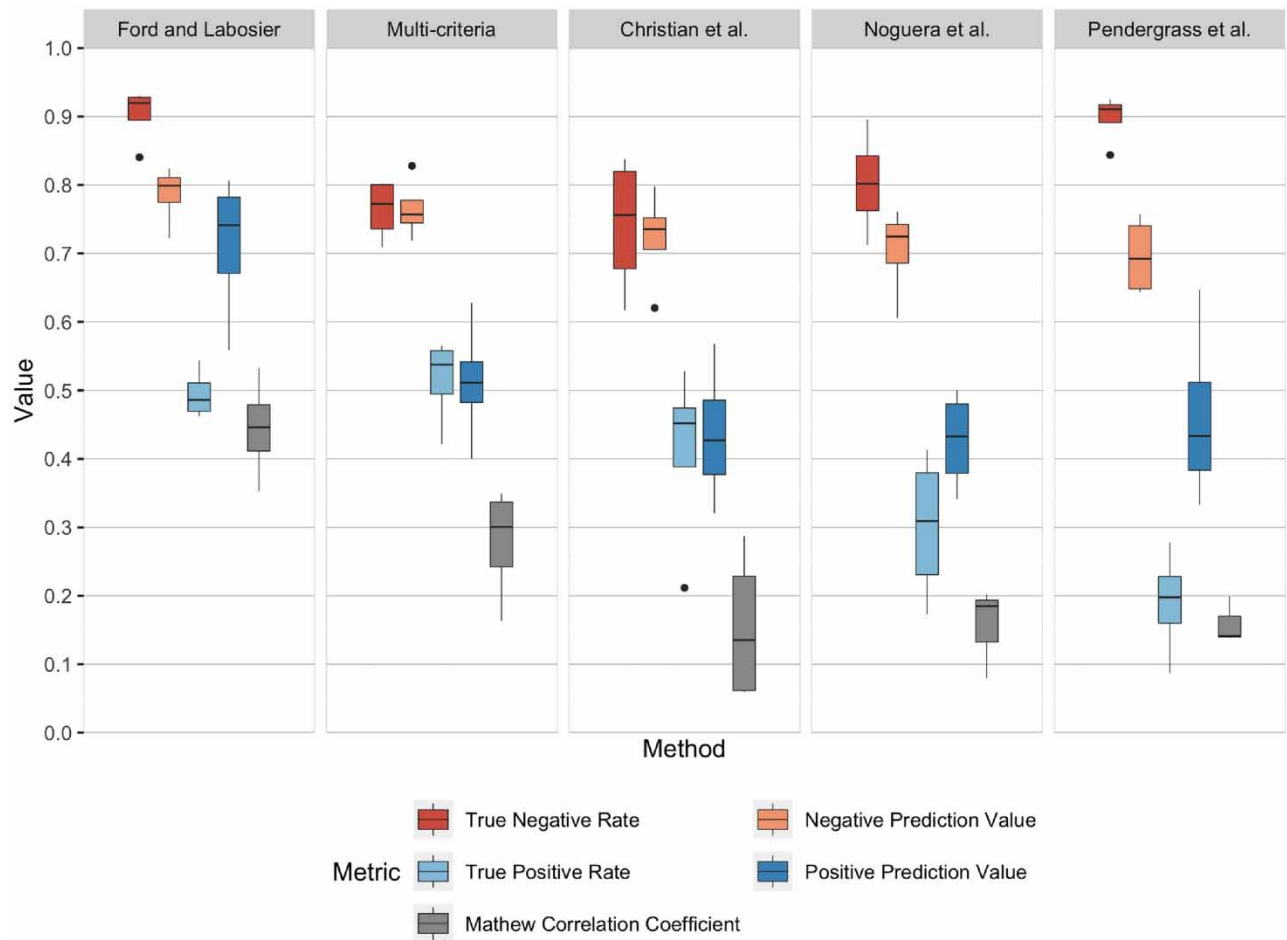 Ford and Labosier
Multi-criteria
Christian et al.
Noguera et al.
Pendergrass et al.
1.0
0.9
0.8
0.7
0.6
0.5
0.4
0.3
0.2
0.1
0.0
Value
Method
Metric
True Negative Rate
Negative Prediction Value
True Positive Rate
Positive Prediction Value
Mathew Correlation Coefficient